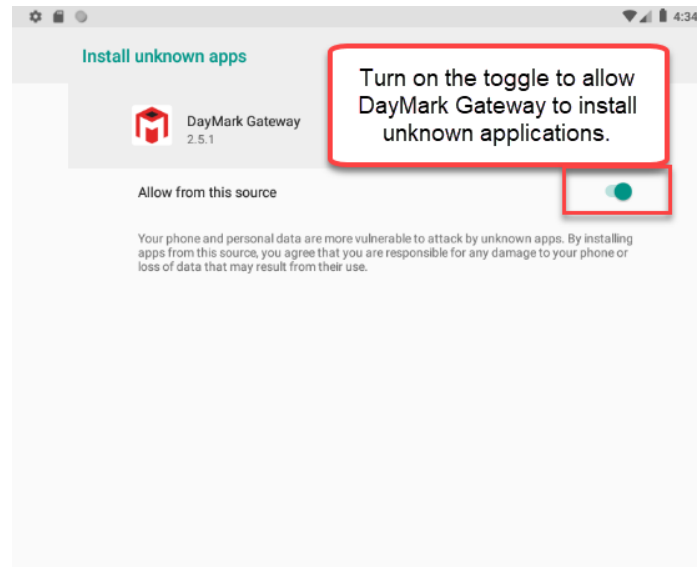 4:34
Install unknown apps
Turn on the toggle to allow
DayMark Gateway to install
unknown applications.
DayMark Gateway
2.5.1
Allow from this source
Your phone and personal data are more vulnerable to attack by unknown apps. By installing
apps from this source, you agree that you are responsible for any damage to your phone or
loss of data that may result from their use.